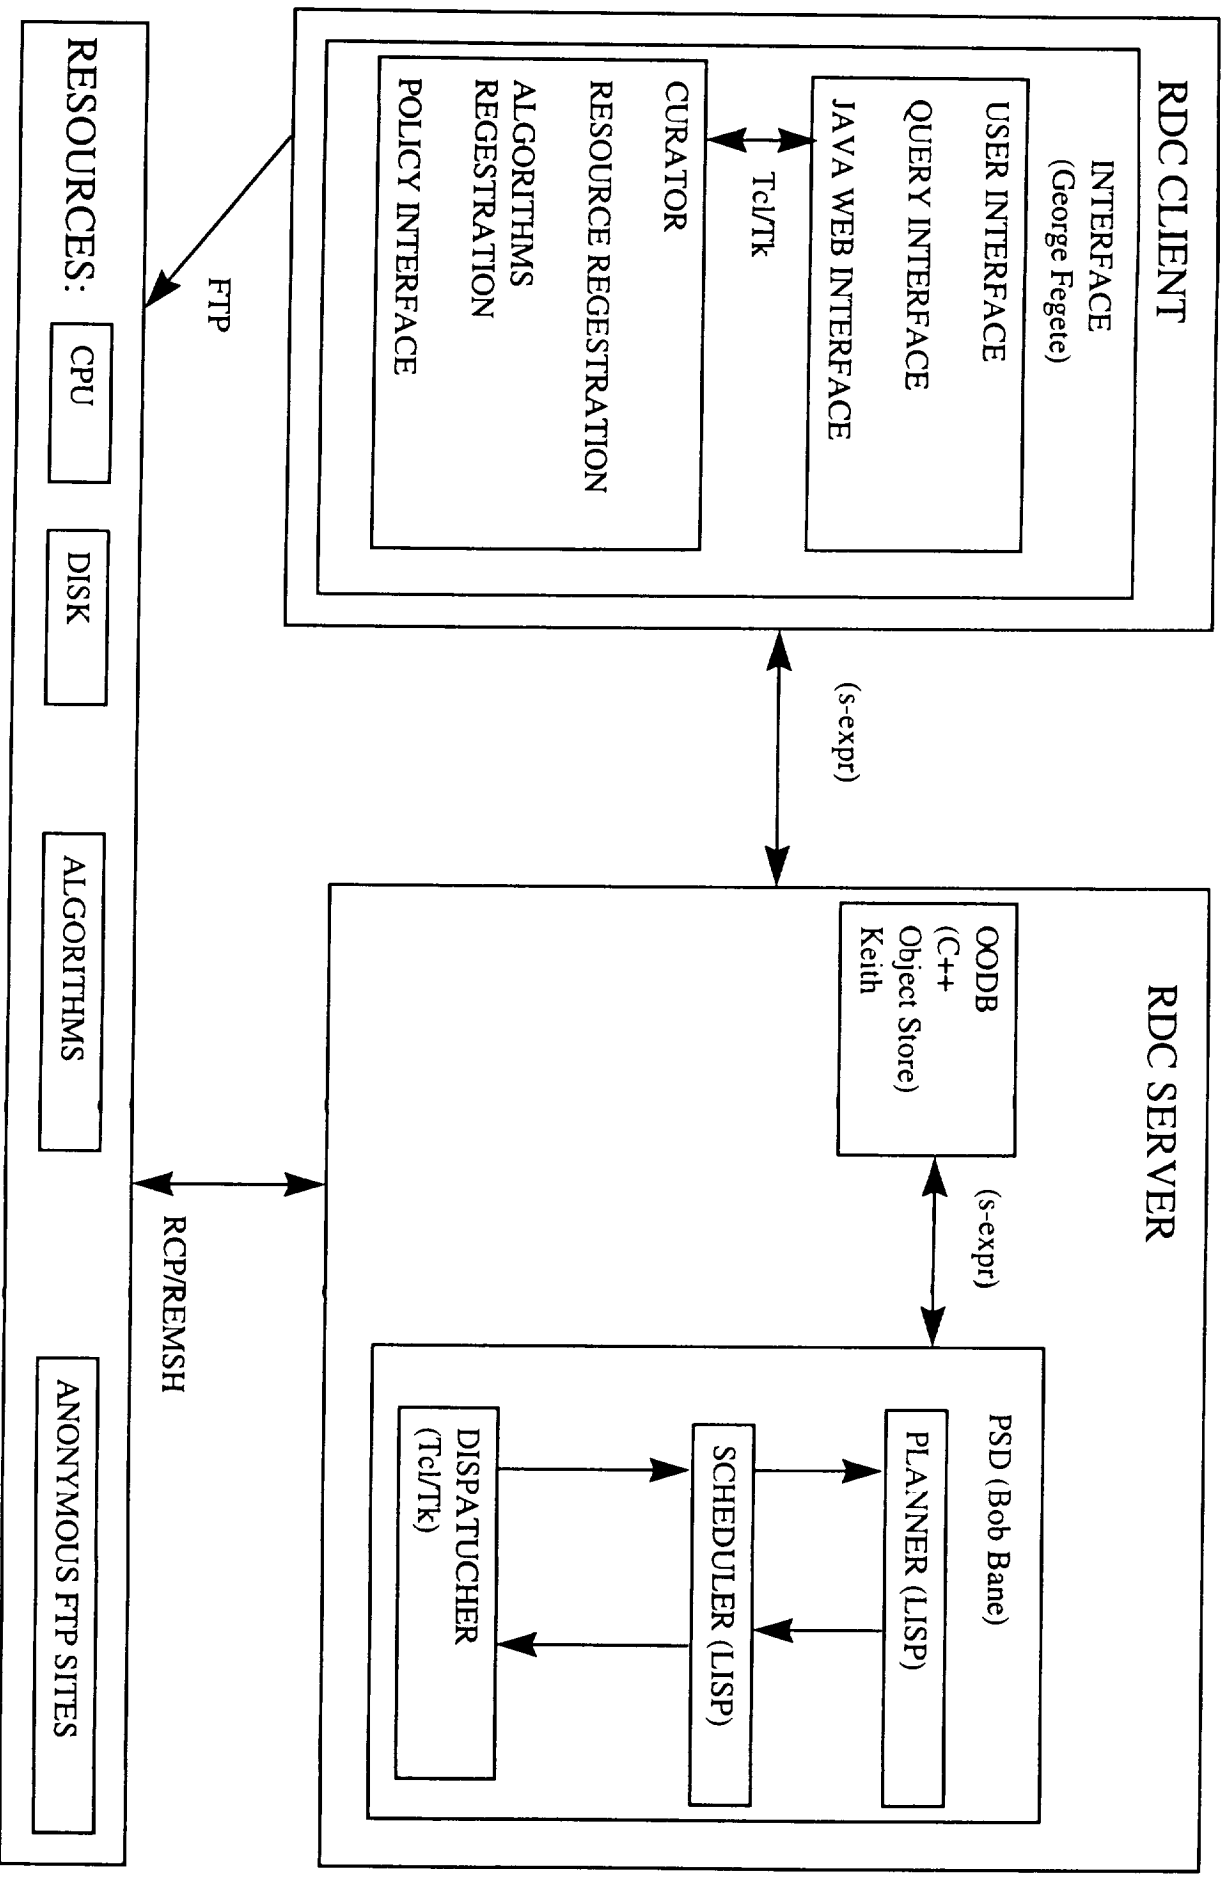 RDC CLIENT
INTERFACE
(George Fegete)
USER INTERFACE
QUERY INTERFACE
JAVA WEB INTERFACE
Tcl/Tk
CURATOR
RESOURCE REGESTRATION
ALGORITHMS
REGESTRATION
POLICY INTERFACE
FTP
(s-expr)
RDC SERVER
OODB
(C++
Object Store)
Keith
(s-expr)
PSD (Bob Bane)
PLANNER (LISP)
SCHEDULER (LISP)
DISPATUCHER
(Tcl/Tk)
RCP/REMSH
RESOURCES:
CPU
DISK
ALGORITHMS
ANONYMOUS FTP SITES